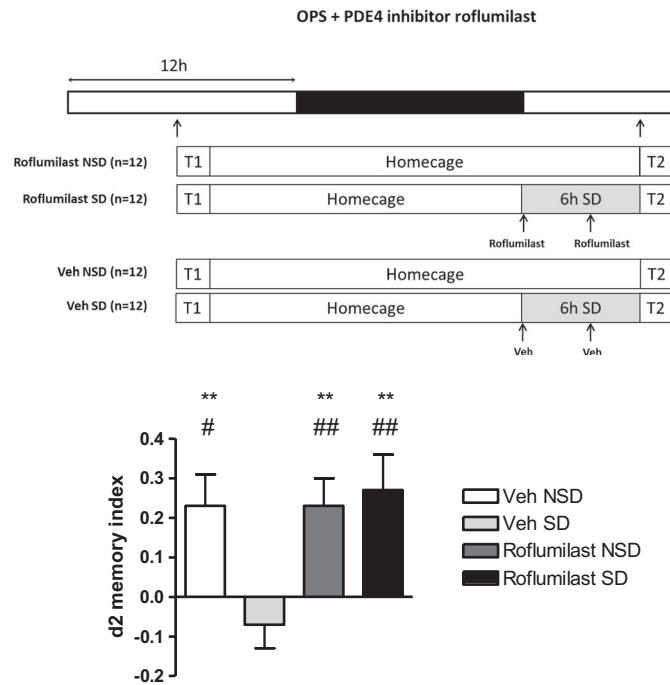 OPS + PDE4 inhibitor roflumilast
12h
Roflumilast NSD (n=12) T1 Homecage T2
Roflumilast SD (n=12) T1 Homecage 6h SD T2
Roflumilast Roflumilast
Veh NSD (n=12) T1 Homecage T2
Veh SD (n=12) T1 Homecage 6h SD T2
Veh Veh
** ** **
# ## ##
d2 memory index
0.4
0.3
0.2
0.1
0.0
-0.1
-0.2
Veh NSD
Veh SD
Roflumilast NSD
Roflumilast SD